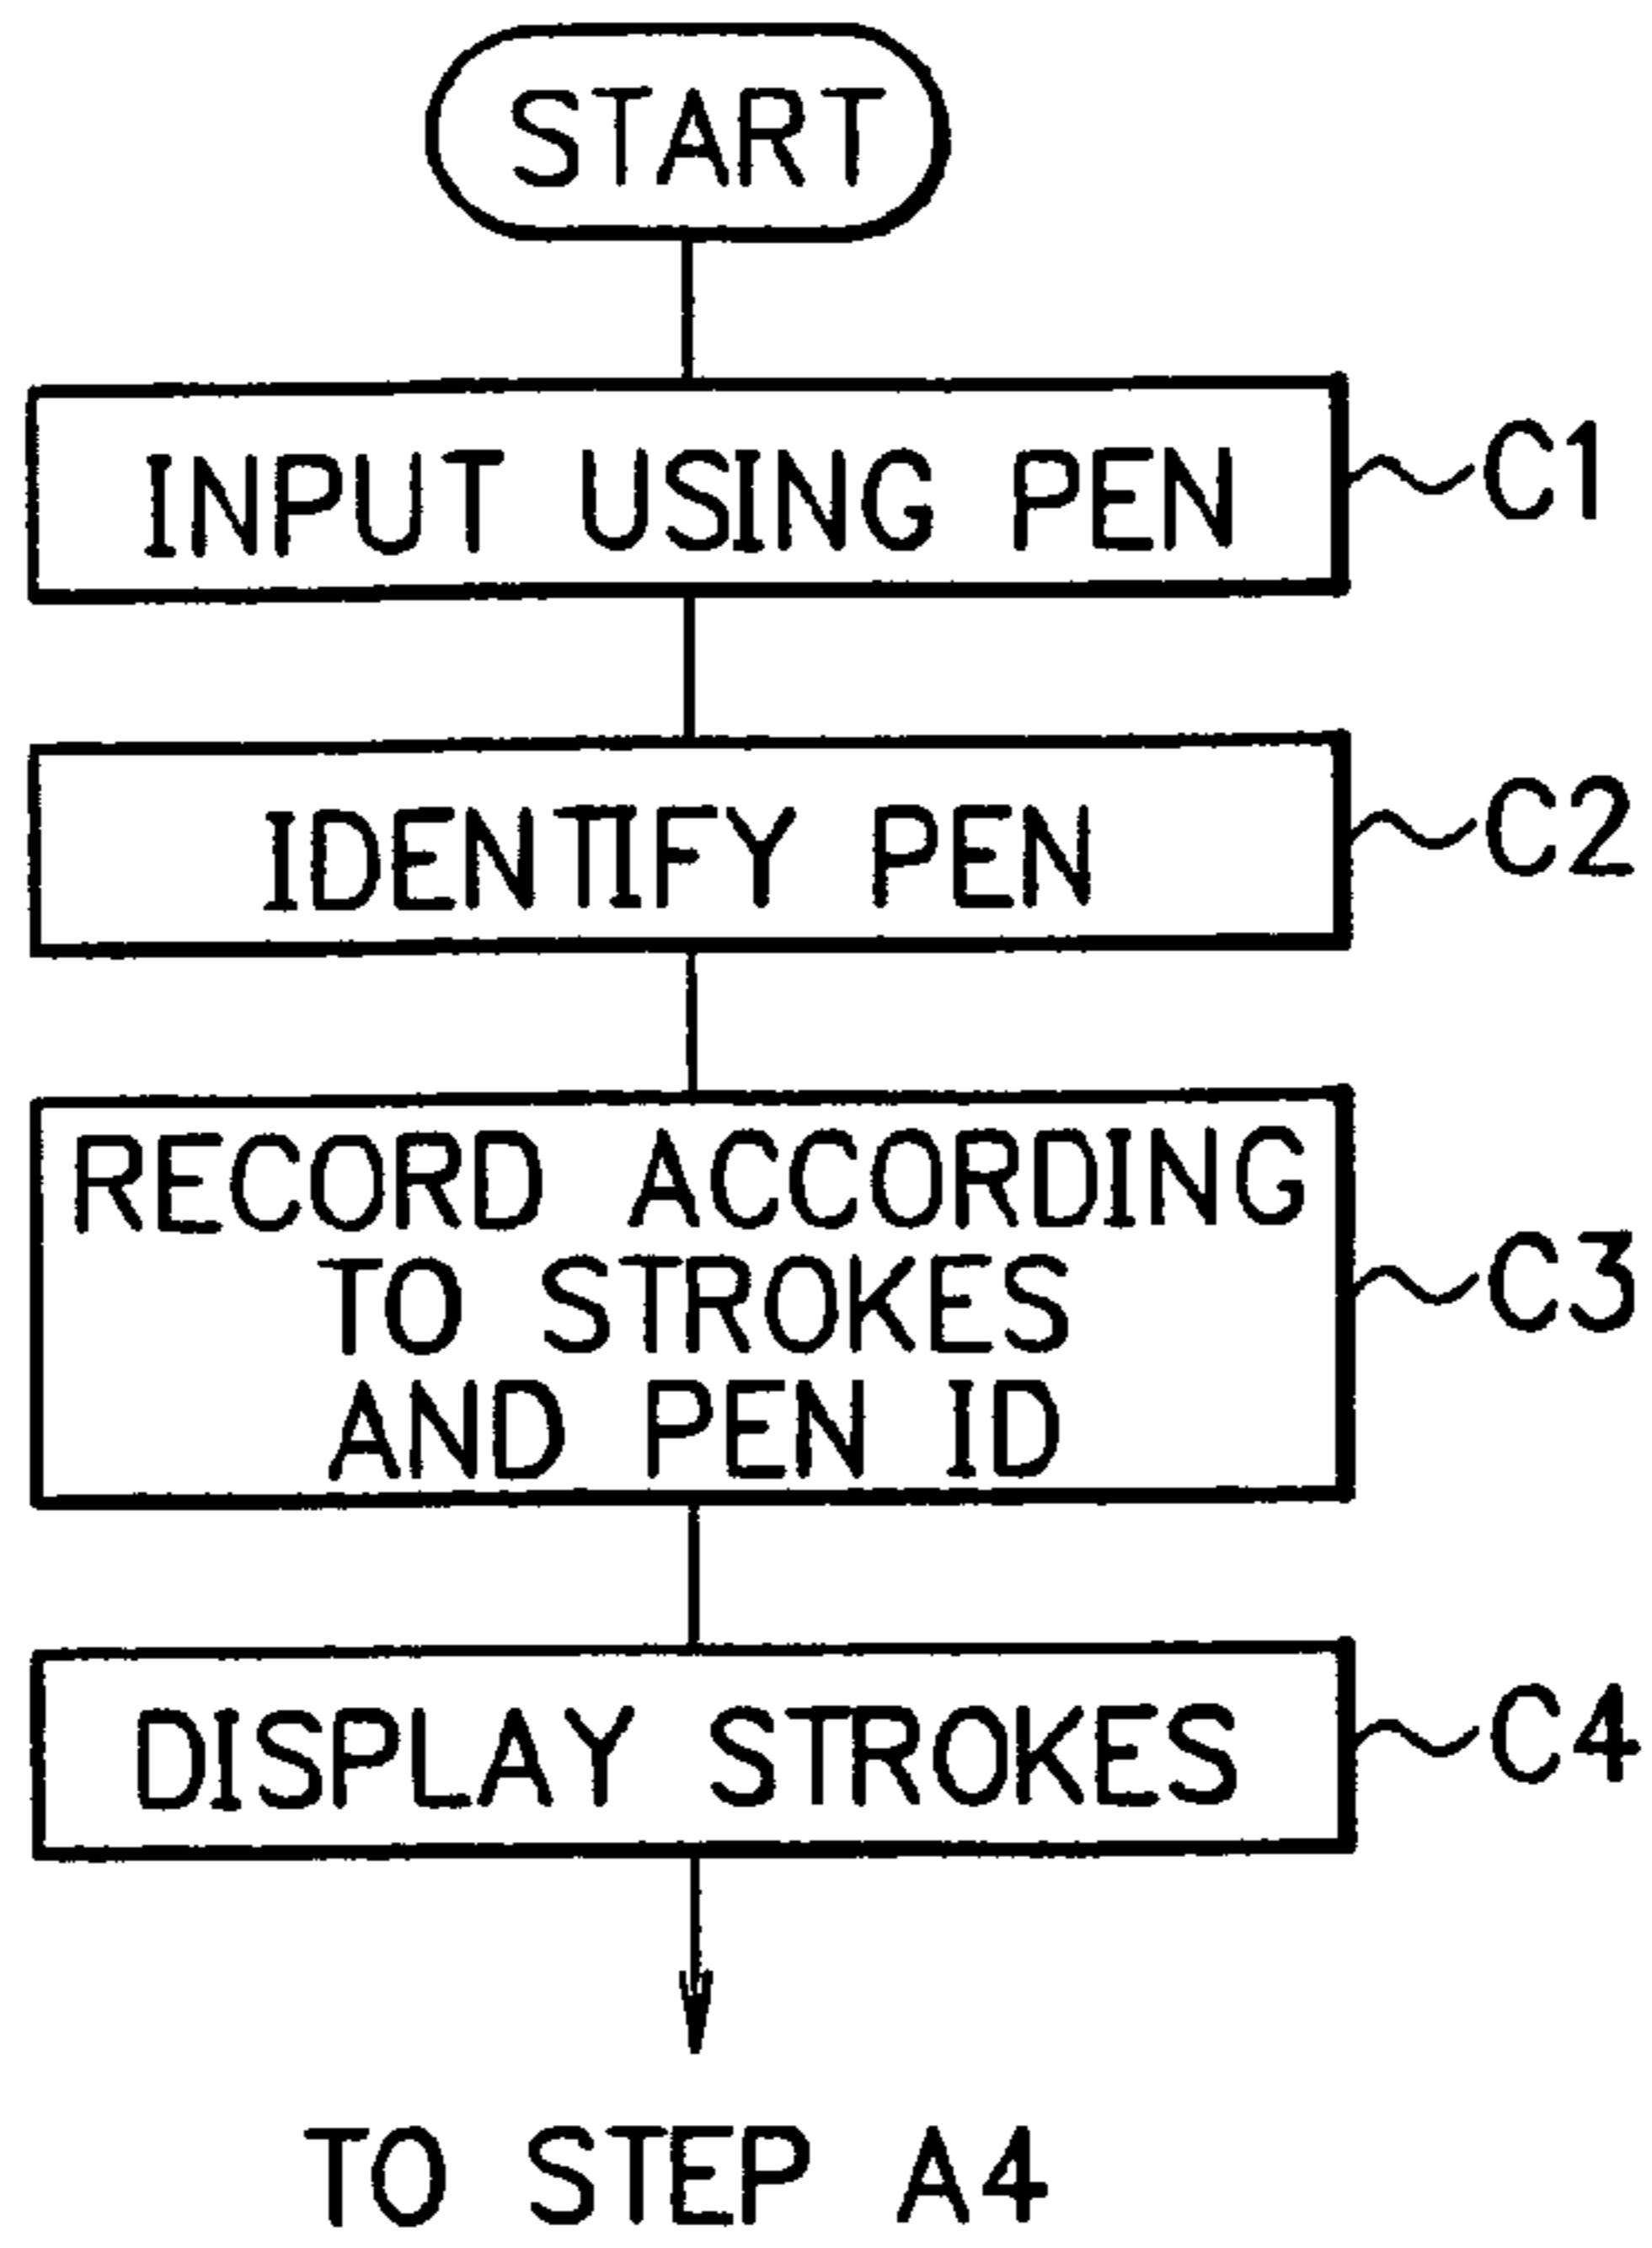 START
INPUT USING PEN C1
IDENTIFY PEN C2
RECORD ACCORDING
TO STROKES C3
AND PEN ID
DISPLAY STROKES C4
TO STEP A4